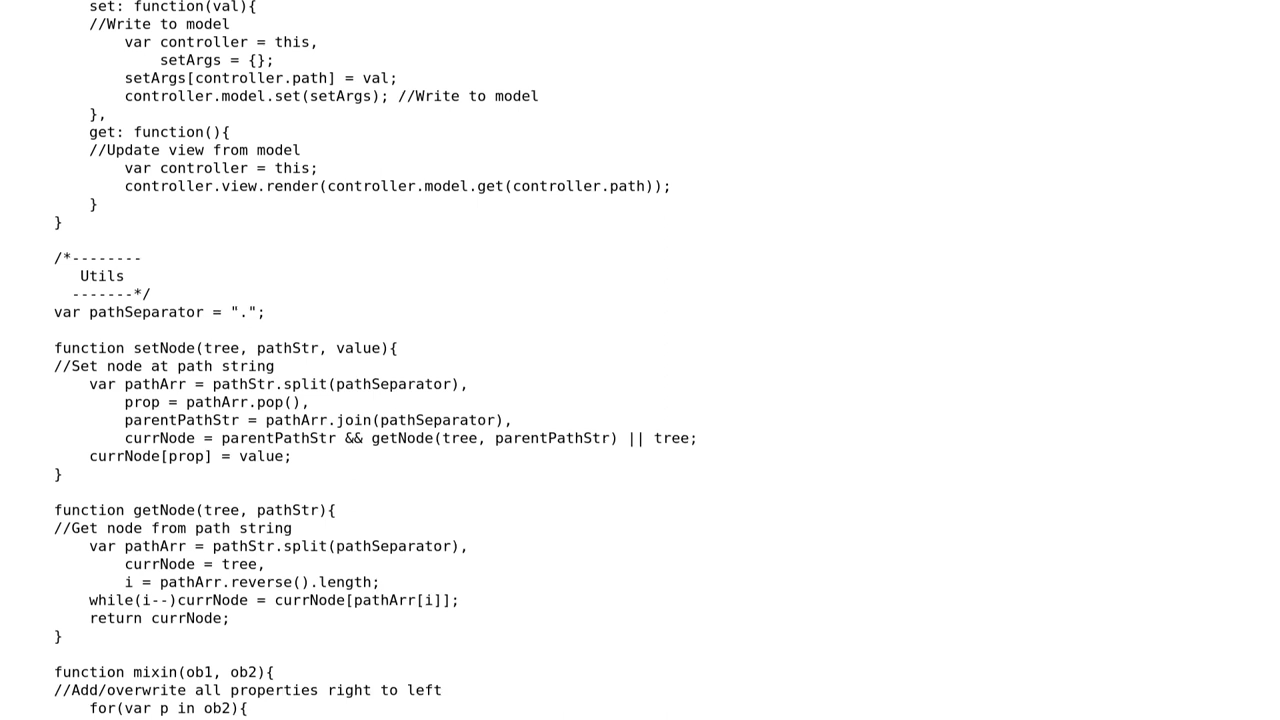 set: function(val){
    //Write to model
        var controller = this,
            setArgs = {};
        setArgs[controller.path] = val;
        controller.model.set(setArgs); //Write to model
    },
    get: function(){
    //Update view from model
        var controller = this;
        controller.view.render(controller.model.get(controller.path));
    }
}

/*--------
   Utils
  -------*/
var pathSeparator = ".";

function setNode(tree, pathStr, value){
//Set node at path string
    var pathArr = pathStr.split(pathSeparator),
        prop = pathArr.pop(),
        parentPathStr = pathArr.join(pathSeparator),
        currNode = parentPathStr && getNode(tree, parentPathStr) || tree;
    currNode[prop] = value;
}

function getNode(tree, pathStr){
//Get node from path string
    var pathArr = pathStr.split(pathSeparator),
        currNode = tree,
        i = pathArr.reverse().length;
    while(i--)currNode = currNode[pathArr[i]];
    return currNode;
}

function mixin(ob1, ob2){
//Add/overwrite all properties right to left
    for(var p in ob2){